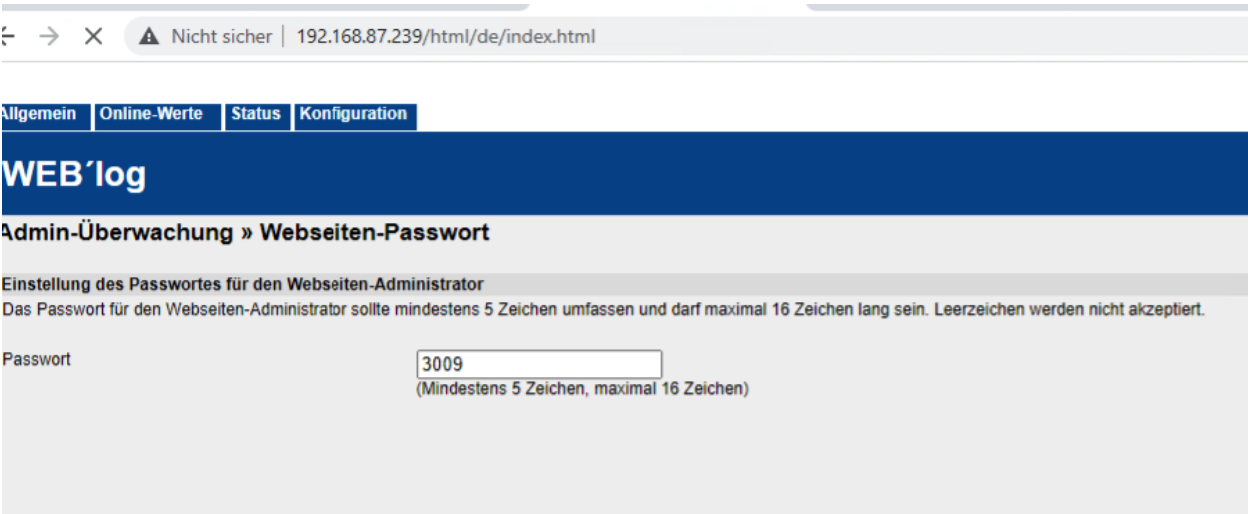 Nicht sicher | 192.168.87.239/html/de/index.html
Allgemein Online-Werte Status Konfiguration
WEB´log
Admin-Überwachung » Webseiten-Passwort
Einstellung des Passwortes für den Webseiten-Administrator
Das Passwort für den Webseiten-Administrator sollte mindestens 5 Zeichen umfassen und darf maximal 16 Zeichen lang sein. Leerzeichen werden nicht akzeptiert.
Passwort 3009
(Mindestens 5 Zeichen, maximal 16 Zeichen)